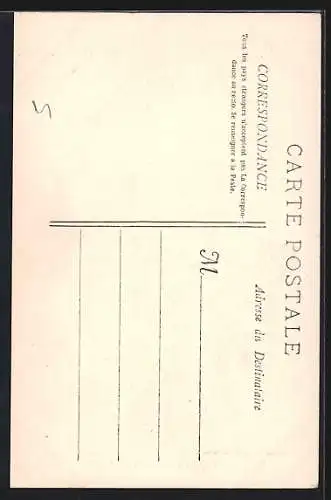 CARTE POSTALE
CORRESPONDANCE
Tous les pays étrangers n'acceptent pas La Correspon-
dance au recto. Se renseigner à la Poste.
Adresse du Destinataire
M
5